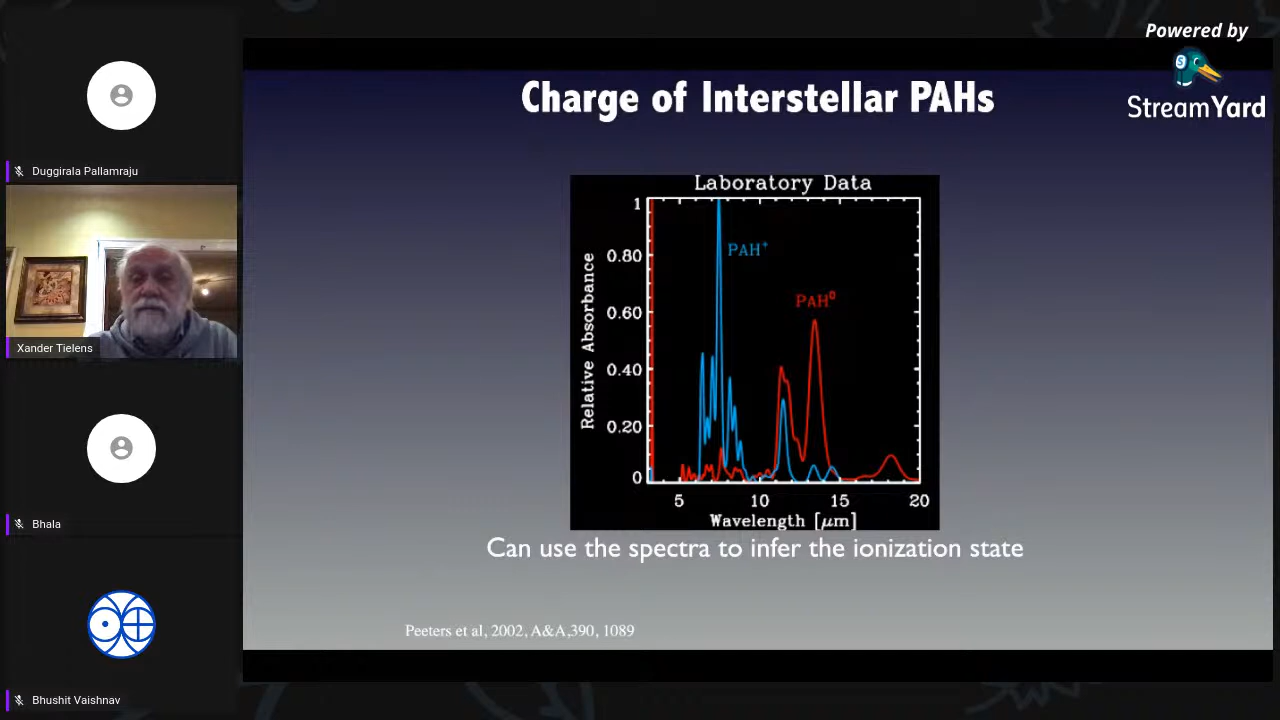 Powered by
StreamYard
Duggirala Pallamraju
Xander Tielens
Bhala
Bhushit Vaishnav
Charge of Interstellar PAHs
Laboratory Data
1
0.80
0.60
0.40
0.20
0
Relative Absorbance
PAH⁺
PAH⁰
5 10 15 20
Wavelength [μm]
Can use the spectra to infer the ionization state
Peeters et al, 2002, A&A,390, 1089